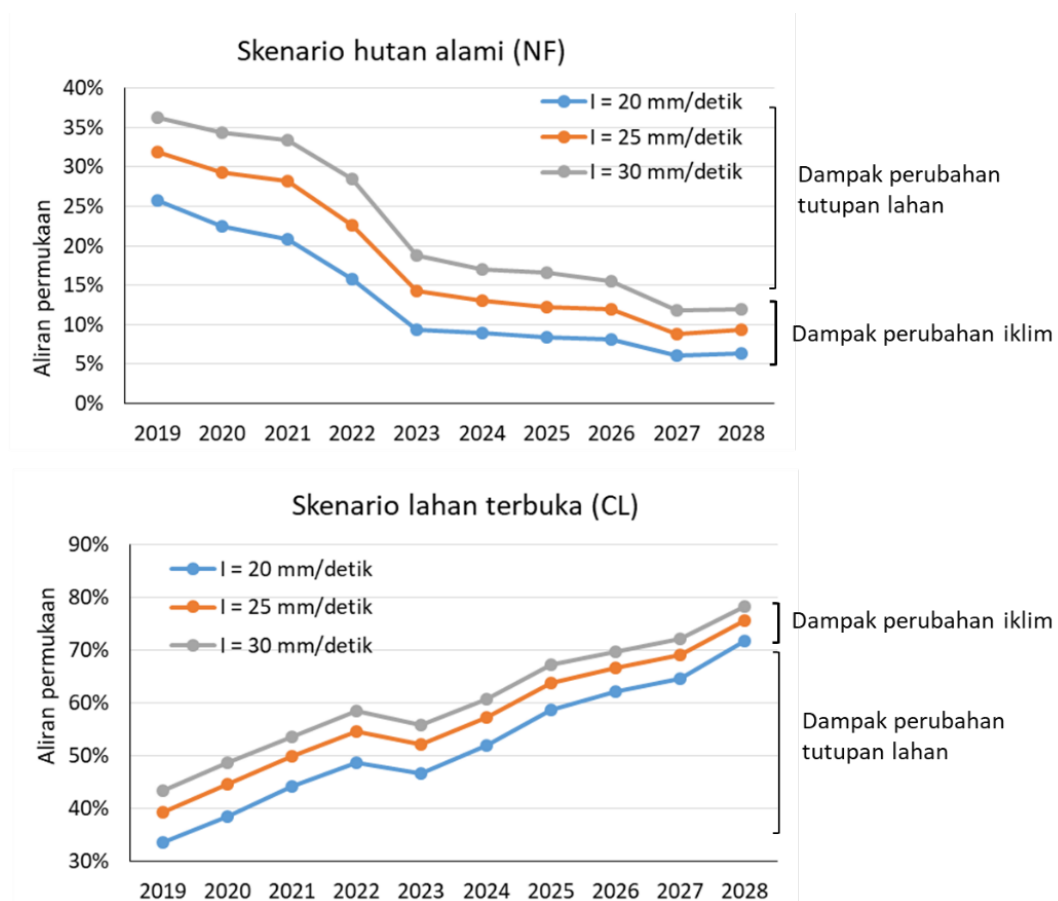 Skenario hutan alami (NF)
40%
35%
30%
25%
20%
15%
10%
5%
0%
Aliran permukaan
I = 20 mm/detik
I = 25 mm/detik
I = 30 mm/detik
2019 2020 2021 2022 2023 2024 2025 2026 2027 2028
Dampak perubahan
tutupan lahan
Dampak perubahan iklim
Skenario lahan terbuka (CL)
90%
80%
70%
60%
50%
40%
30%
Aliran permukaan
I = 20 mm/detik
I = 25 mm/detik
I = 30 mm/detik
2019 2020 2021 2022 2023 2024 2025 2026 2027 2028
Dampak perubahan iklim
Dampak perubahan
tutupan lahan